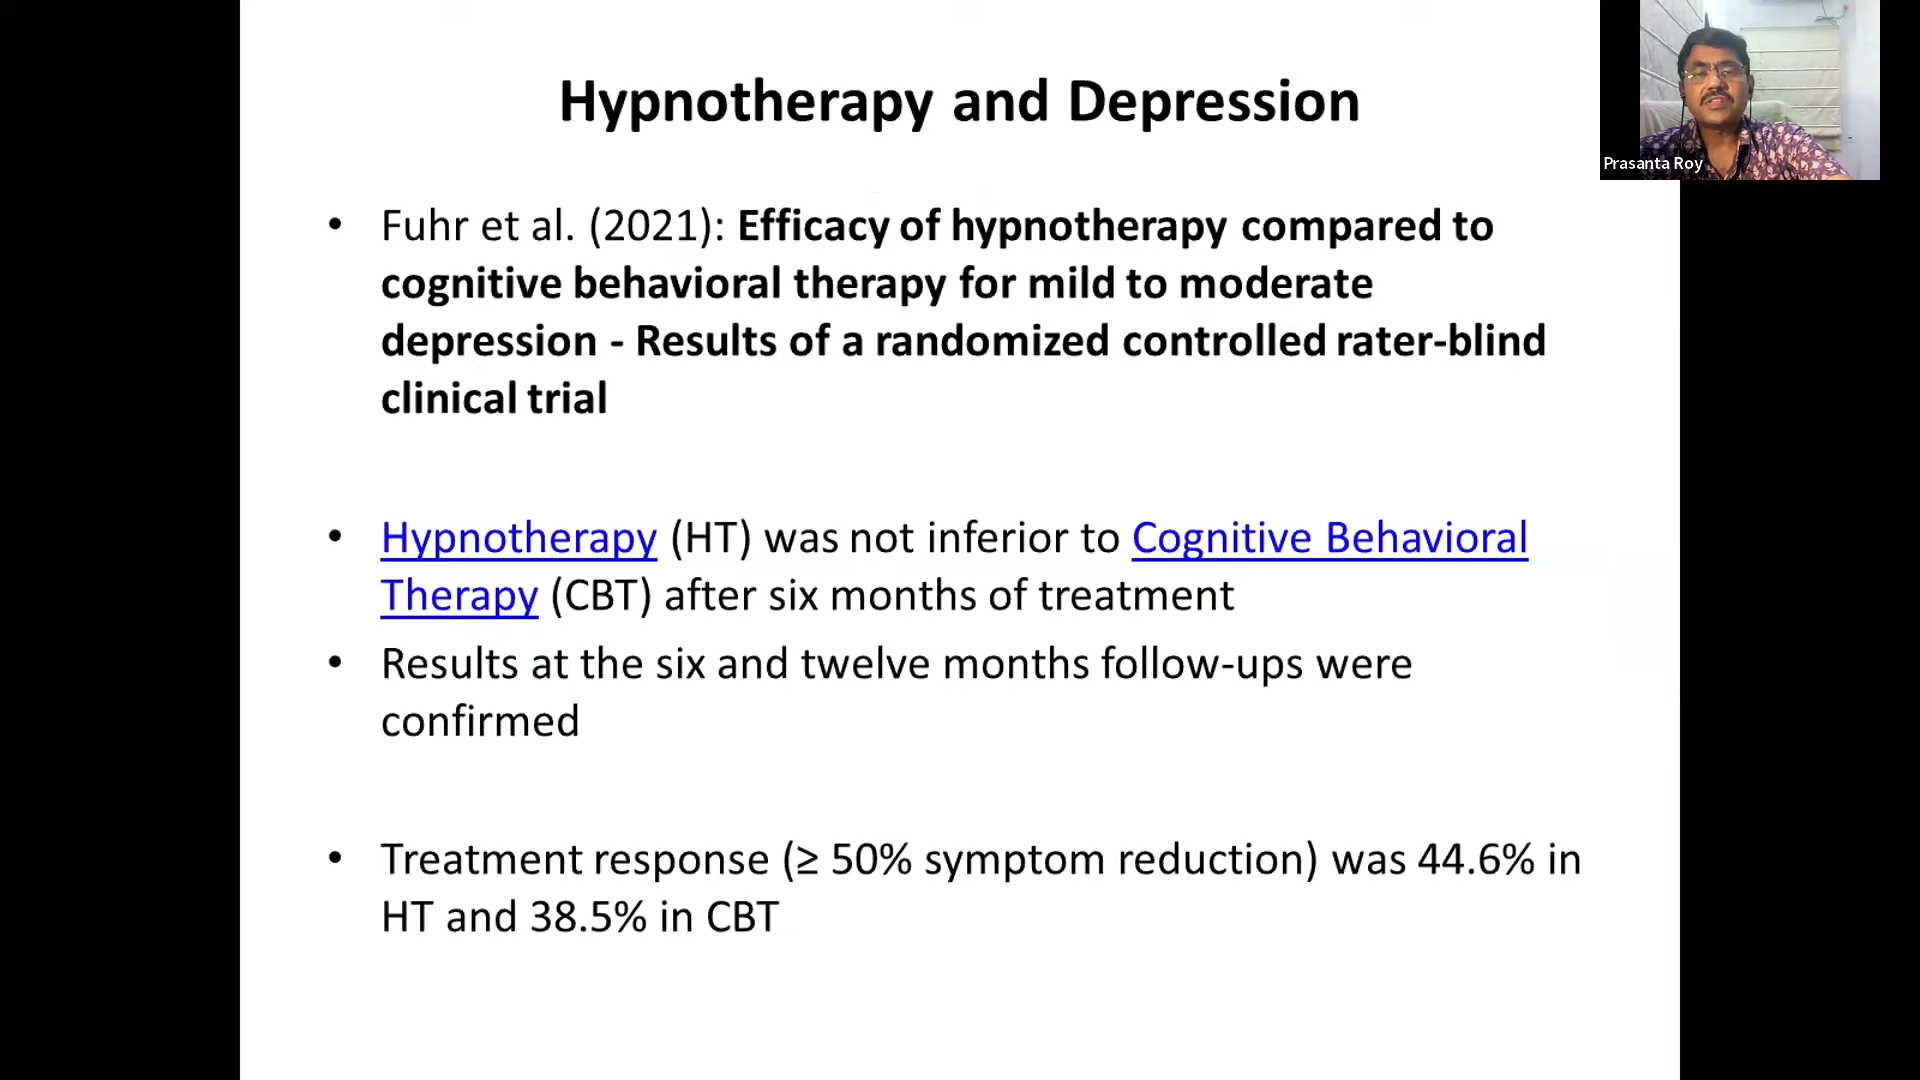 Hypnotherapy and Depression
Prasanta Roy
• Fuhr et al. (2021): Efficacy of hypnotherapy compared to
cognitive behavioral therapy for mild to moderate
depression - Results of a randomized controlled rater-blind
clinical trial
• Hypnotherapy (HT) was not inferior to Cognitive Behavioral
Therapy (CBT) after six months of treatment
• Results at the six and twelve months follow-ups were
confirmed
• Treatment response (≥ 50% symptom reduction) was 44.6% in
HT and 38.5% in CBT